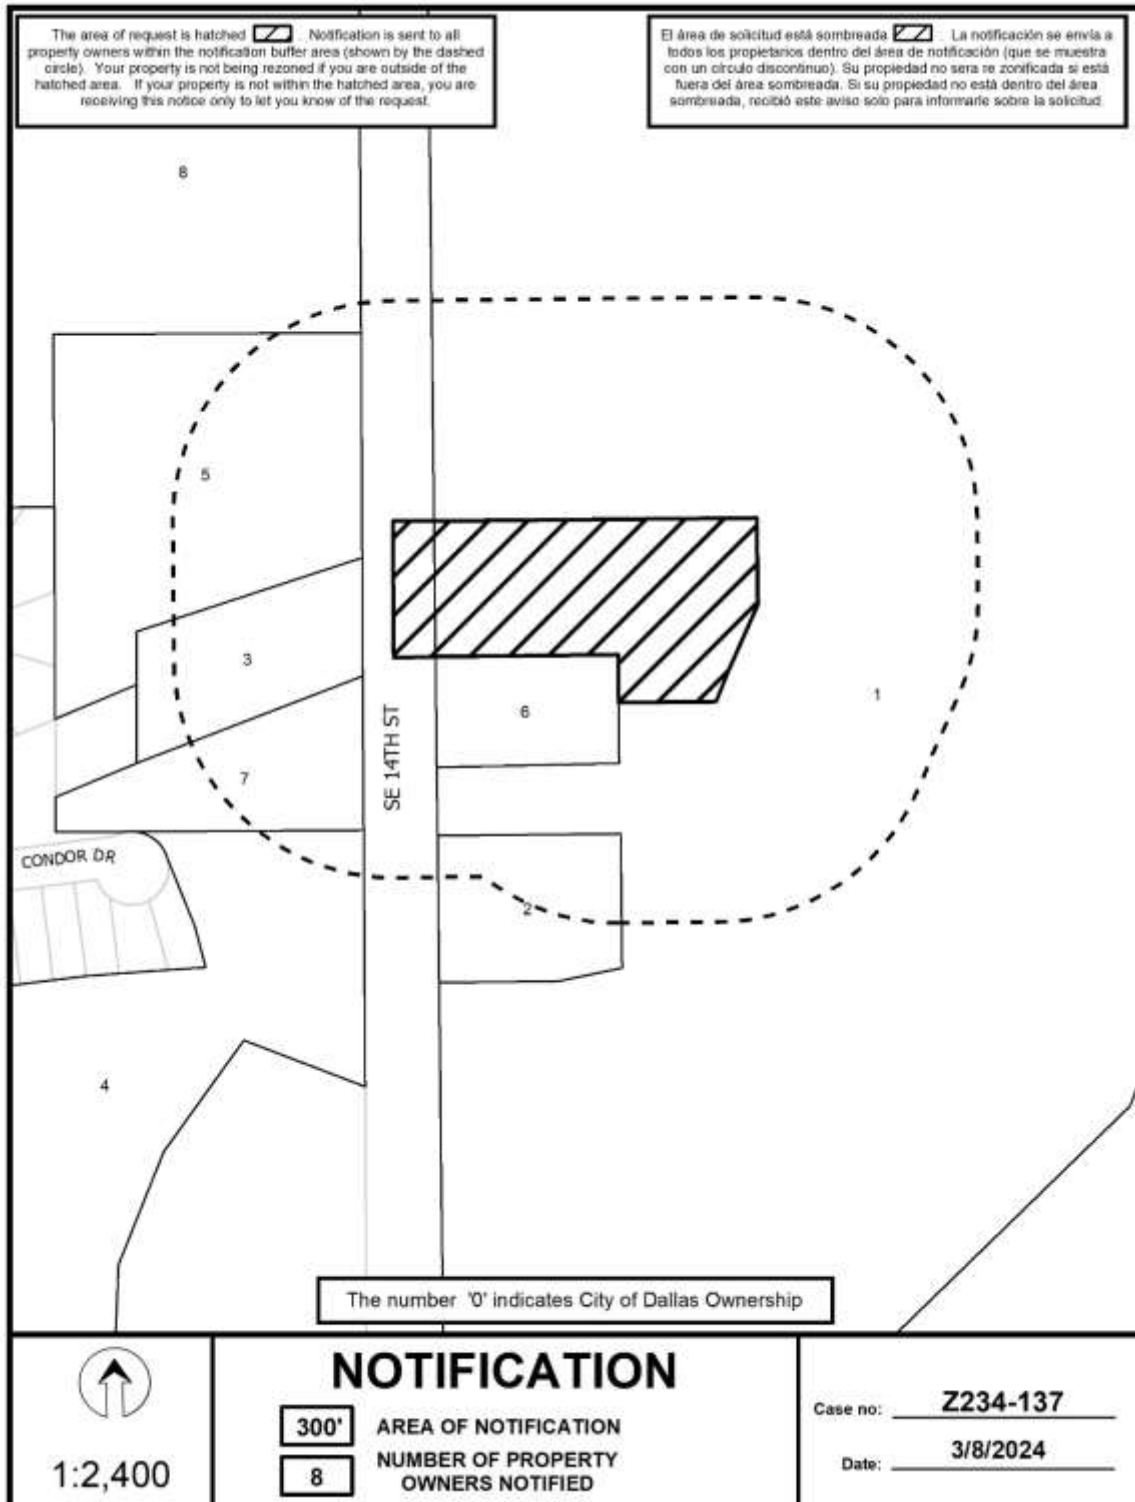 The area of request is hatched . Notification is sent to all
property owners within the notification buffer area (shown by the dashed
circle). Your property is not being rezoned if you are outside of the
hatched area. If your property is not within the hatched area, you are
receiving this notice only to let you know of the request.
El área de solicitud está sombreada . La notificación se envía a
todos los propietarios dentro del área de notificación (que se muestra
con un círculo discontinuo). Su propiedad no sera re zonificada si está
fuera del área sombreada. Si su propiedad no está dentro del área
sombreada, recibió este aviso solo para informarle sobre la solicitud.
8
5
3
1
6
SE 14TH ST
7
CONDOR DR
2
4
The number '0' indicates City of Dallas Ownership
1:2,400
NOTIFICATION
300' AREA OF NOTIFICATION
8 NUMBER OF PROPERTY
OWNERS NOTIFIED
Case no: Z234-137
Date: 3/8/2024